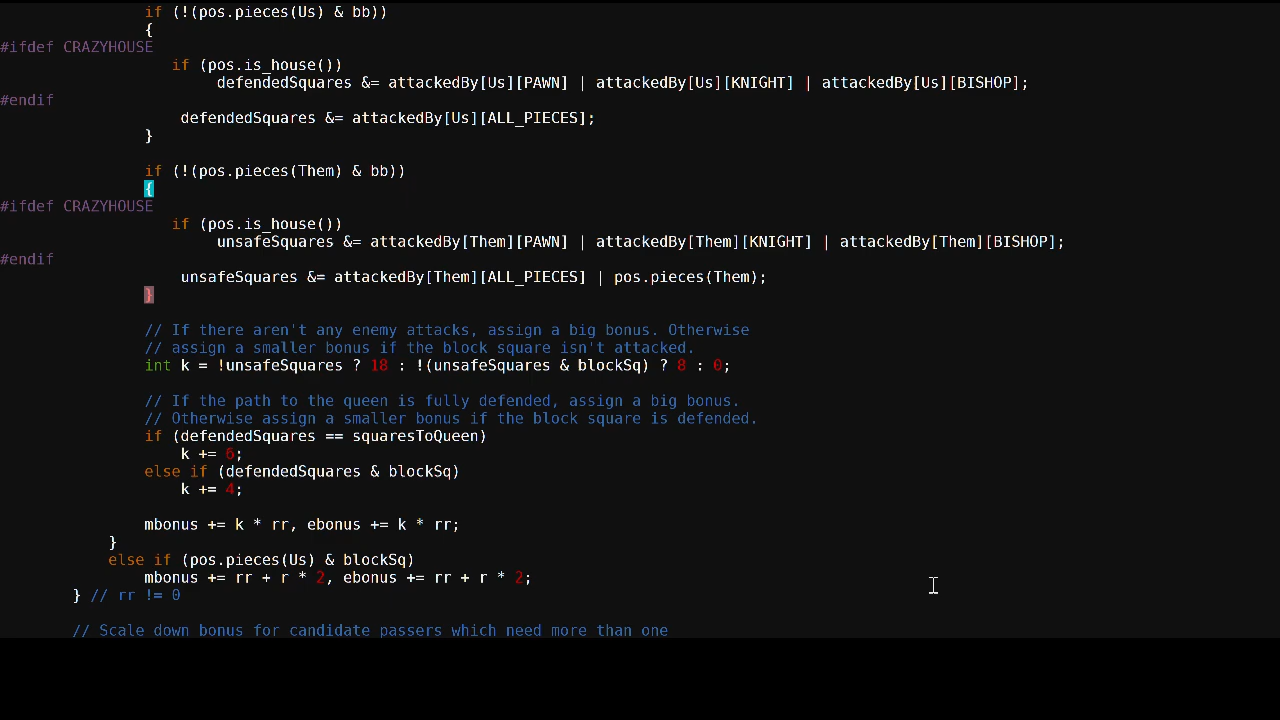 if (!(pos.pieces(Us) & bb))
{
#ifdef CRAZYHOUSE
if (pos.is_house())
defendedSquares &= attackedBy[Us][PAWN] | attackedBy[Us][KNIGHT] | attackedBy[Us][BISHOP];
#endif
defendedSquares &= attackedBy[Us][ALL_PIECES];
}
if (!(pos.pieces(Them) & bb))
{
#ifdef CRAZYHOUSE
if (pos.is_house())
unsafeSquares &= attackedBy[Them][PAWN] | attackedBy[Them][KNIGHT] | attackedBy[Them][BISHOP];
#endif
unsafeSquares &= attackedBy[Them][ALL_PIECES] | pos.pieces(Them);
}
// If there aren't any enemy attacks, assign a big bonus. Otherwise
// assign a smaller bonus if the block square isn't attacked.
int k = !unsafeSquares ? 18 : !(unsafeSquares & blockSq) ? 8 : 0;
// If the path to the queen is fully defended, assign a big bonus.
// Otherwise assign a smaller bonus if the block square is defended.
if (defendedSquares == squaresToQueen)
k += 6;
else if (defendedSquares & blockSq)
k += 4;
mbonus += k * rr, ebonus += k * rr;
}
else if (pos.pieces(Us) & blockSq)
mbonus += rr + r * 2, ebonus += rr + r * 2;
} // rr != 0
// Scale down bonus for candidate passers which need more than one